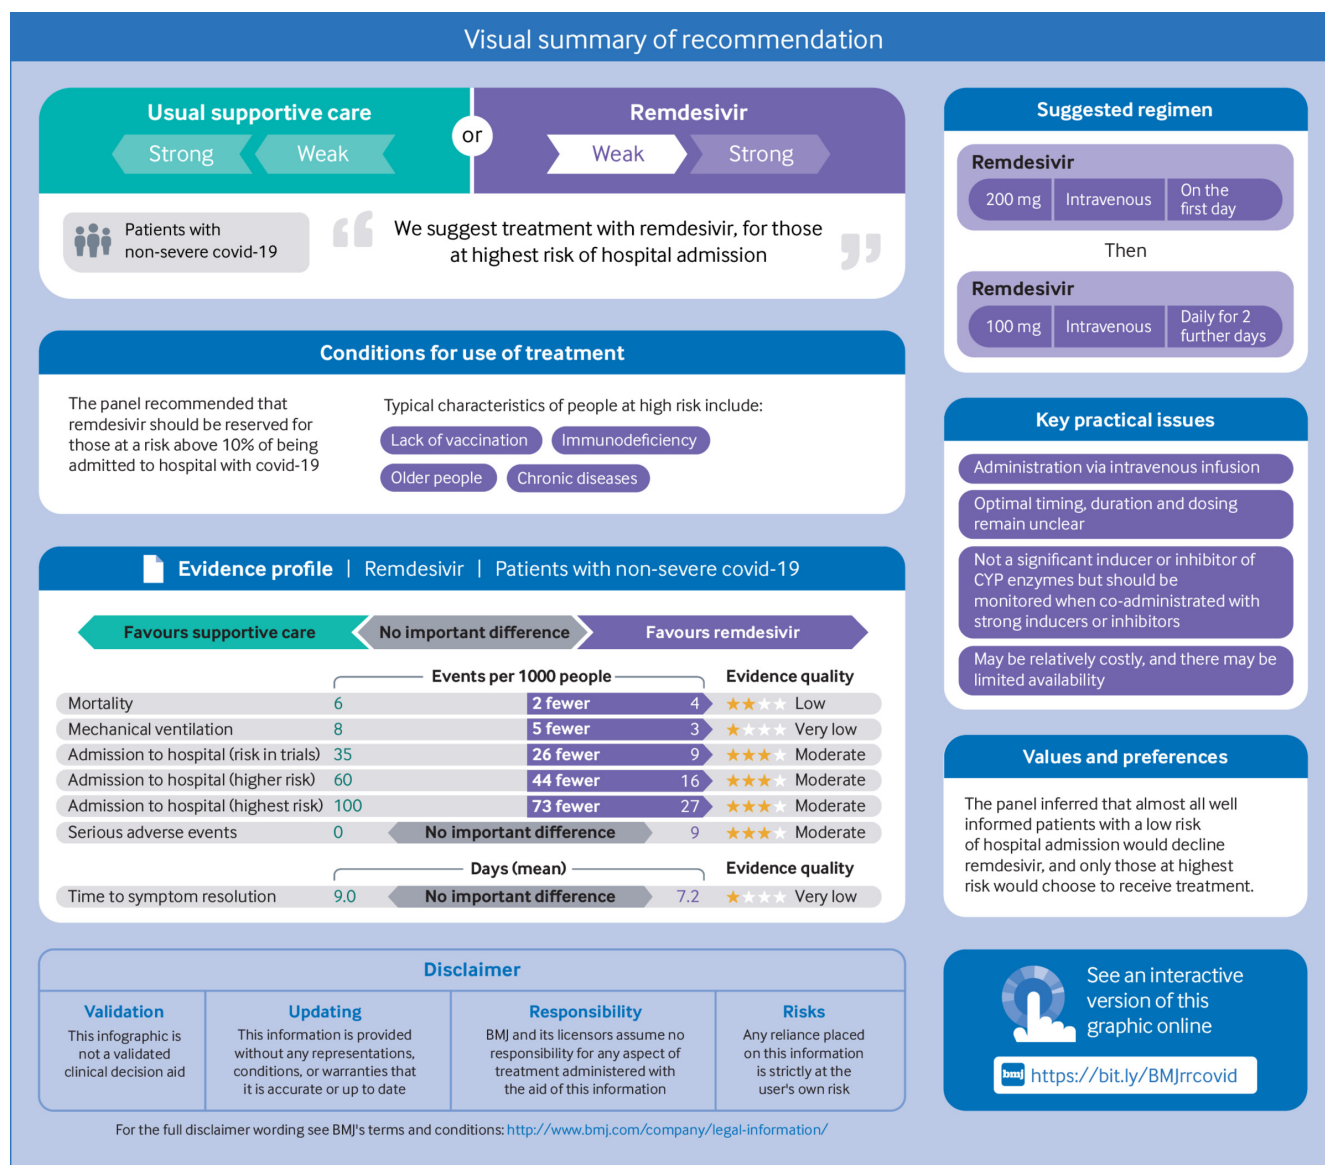 Visual summary of recommendation
Usual supportive care
Strong
Weak
or
Remdesivir
Weak
Strong
Patients with
non-severe covid-19
“ We suggest treatment with remdesivir, for those
at highest risk of hospital admission ”
Conditions for use of treatment
The panel recommended that
remdesivir should be reserved for
those at a risk above 10% of being
admitted to hospital with covid-19
Typical characteristics of people at high risk include:
Lack of vaccination
Immunodeficiency
Older people
Chronic diseases
Evidence profile | Remdesivir | Patients with non-severe covid-19
Favours supportive care
No important difference
Favours remdesivir
Events per 1000 people
Evidence quality
Mortality 6 2 fewer 4 Low
Mechanical ventilation 8 5 fewer 3 Very low
Admission to hospital (risk in trials) 35 26 fewer 9 Moderate
Admission to hospital (higher risk) 60 44 fewer 16 Moderate
Admission to hospital (highest risk) 100 73 fewer 27 Moderate
Serious adverse events 0 No important difference 9 Moderate
Days (mean)
Evidence quality
Time to symptom resolution 9.0 No important difference 7.2 Very low
Disclaimer
Validation
This infographic is
not a validated
clinical decision aid
Updating
This information is provided
without any representations,
conditions, or warranties that
it is accurate or up to date
Responsibility
BMJ and its licensors assume no
responsibility for any aspect of
treatment administered with
the aid of this information
Risks
Any reliance placed
on this information
is strictly at the
user's own risk
For the full disclaimer wording see BMJ's terms and conditions: http://www.bmj.com/company/legal-information/
Suggested regimen
Remdesivir
200 mg
Intravenous
On the
first day
Then
Remdesivir
100 mg
Intravenous
Daily for 2
further days
Key practical issues
Administration via intravenous infusion
Optimal timing, duration and dosing
remain unclear
Not a significant inducer or inhibitor of
CYP enzymes but should be
monitored when co-administrated with
strong inducers or inhibitors
May be relatively costly, and there may be
limited availability
Values and preferences
The panel inferred that almost all well
informed patients with a low risk
of hospital admission would decline
remdesivir, and only those at highest
risk would choose to receive treatment.
See an interactive
version of this
graphic online
bmj https://bit.ly/BMJrrcovid